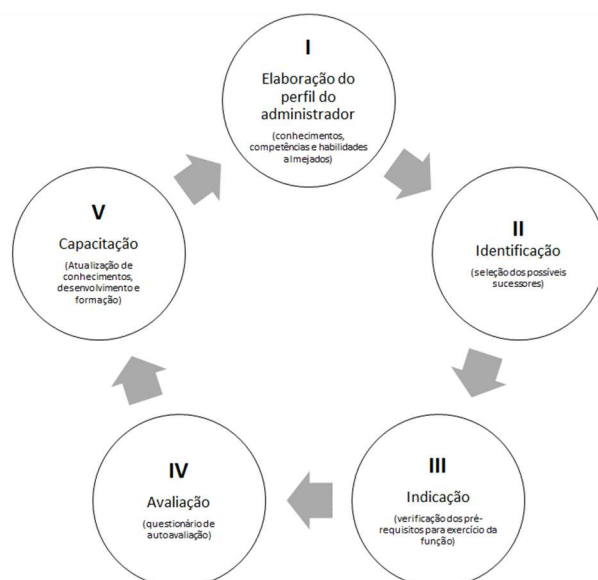 I
Elaboração do
perfil do
administrador
(conhecimentos,
competências e habilidades
almejados)
II
Identificação
(seleção dos possíveis
sucessores)
III
Indicação
(verificação dos pré-
requisitos para exercício da
função)
IV
Avaliação
(questionário de
autoavaliação)
V
Capacitação
(Atualização de
conhecimentos,
desenvolvimento e
formação)